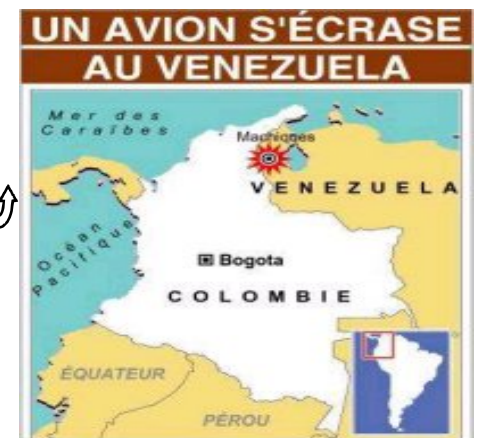 UN AVION S'ÉCRASE
AU VENEZUELA
Mer des
Caraïbes
Machiques
VENEZUELA
Océan
Pacifique
Bogota
COLOMBIE
ÉQUATEUR
PÉROU